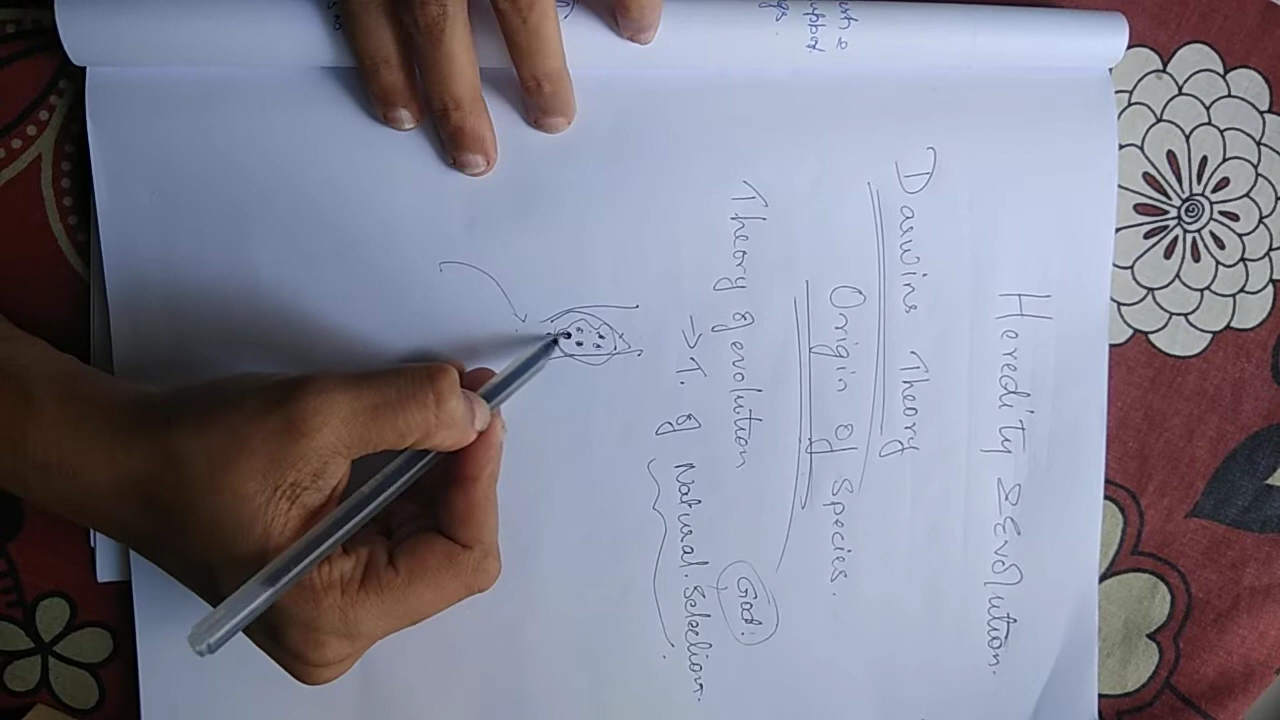 Heredity & Evolution.
Darwins Theory
Origin of Species.
Theory of evolution
God!
→ T. of Natural. Selection.